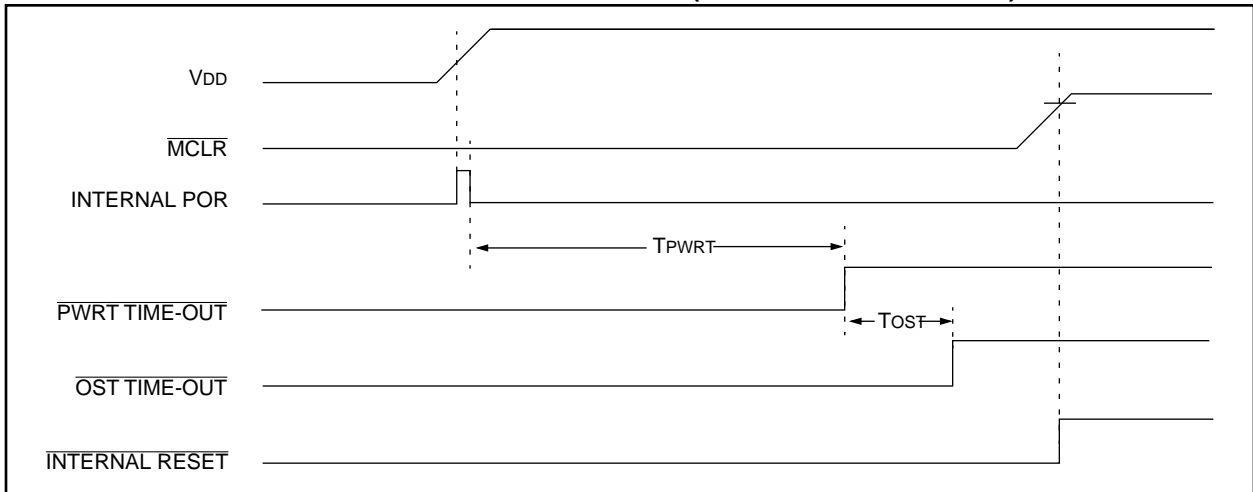 VDD
MCLR
INTERNAL POR
TPWRT
PWRT TIME-OUT
TOST
OST TIME-OUT
INTERNAL RESET